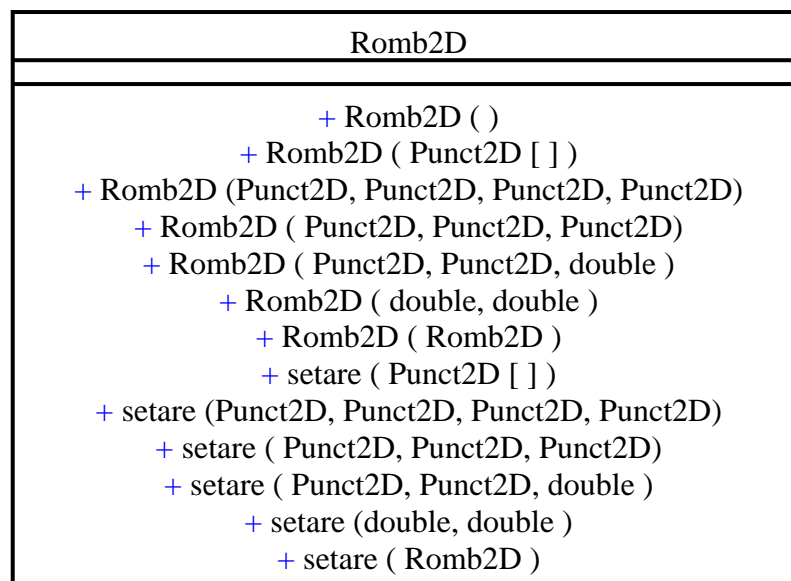 Romb2D
+ Romb2D ( )
+ Romb2D ( Punct2D [ ] )
+ Romb2D (Punct2D, Punct2D, Punct2D, Punct2D)
+ Romb2D ( Punct2D, Punct2D, Punct2D)
+ Romb2D ( Punct2D, Punct2D, double )
+ Romb2D ( double, double )
+ Romb2D ( Romb2D )
+ setare ( Punct2D [ ] )
+ setare (Punct2D, Punct2D, Punct2D, Punct2D)
+ setare ( Punct2D, Punct2D, Punct2D)
+ setare ( Punct2D, Punct2D, double )
+ setare (double, double )
+ setare ( Romb2D )